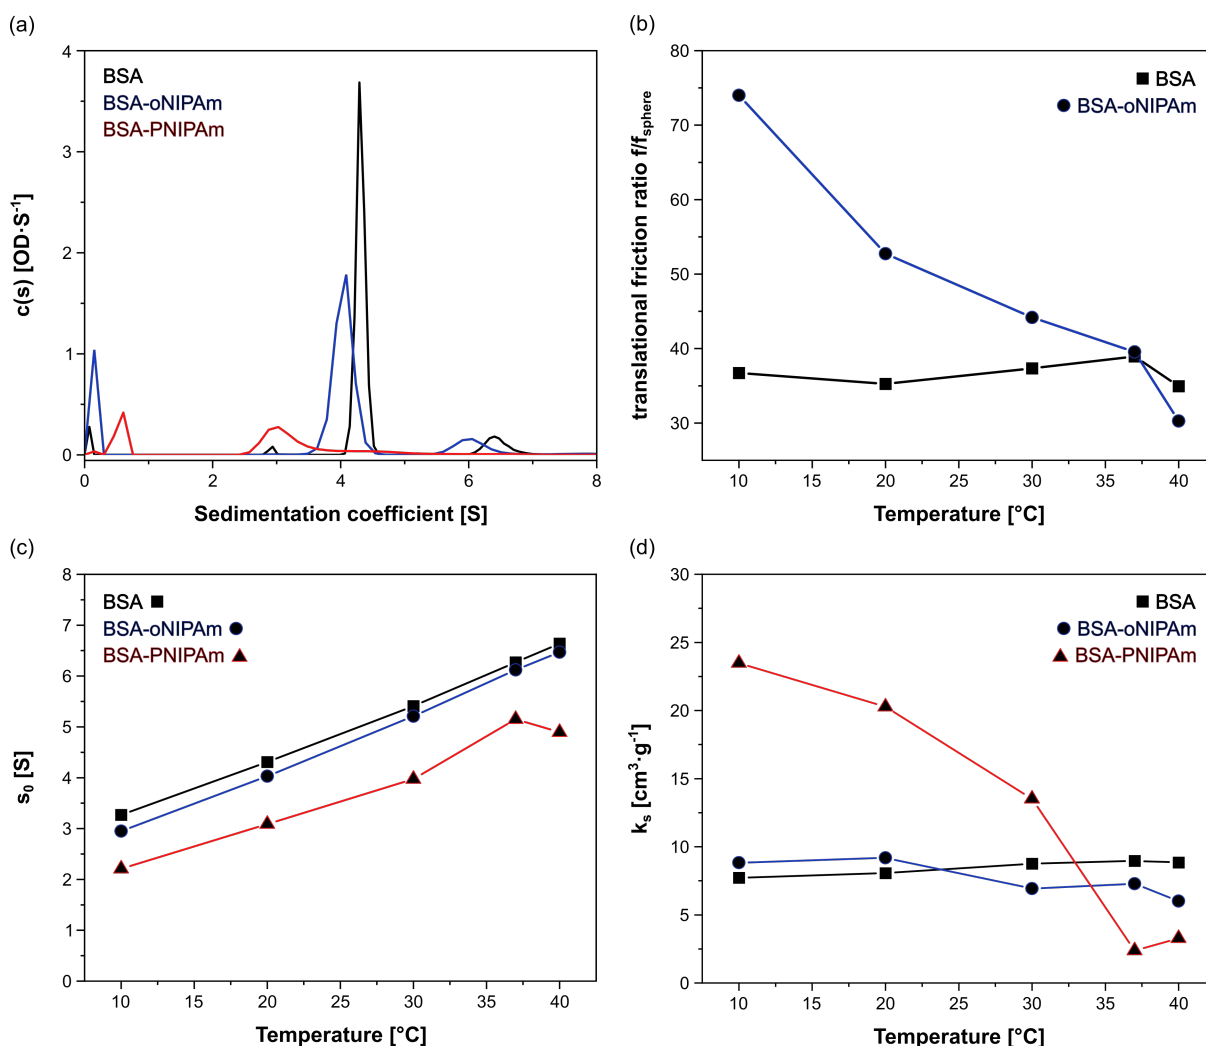 (a)
BSA
BSA-oNIPAm
BSA-PNIPAm
4
3
2
1
0
c(s) [OD·S⁻¹]
0 2 4 6 8
Sedimentation coefficient [S]
(b)
BSA
BSA-oNIPAm
80
70
60
50
40
30
translational friction ratio f/f_sphere
10 15 20 25 30 35 40
Temperature [°C]
(c)
BSA
BSA-oNIPAm
BSA-PNIPAm
8
7
6
5
4
3
2
1
0
s₀ [S]
10 15 20 25 30 35 40
Temperature [°C]
(d)
BSA
BSA-oNIPAm
BSA-PNIPAm
30
25
20
15
10
5
0
kₛ [cm³·g⁻¹]
10 15 20 25 30 35 40
Temperature [°C]